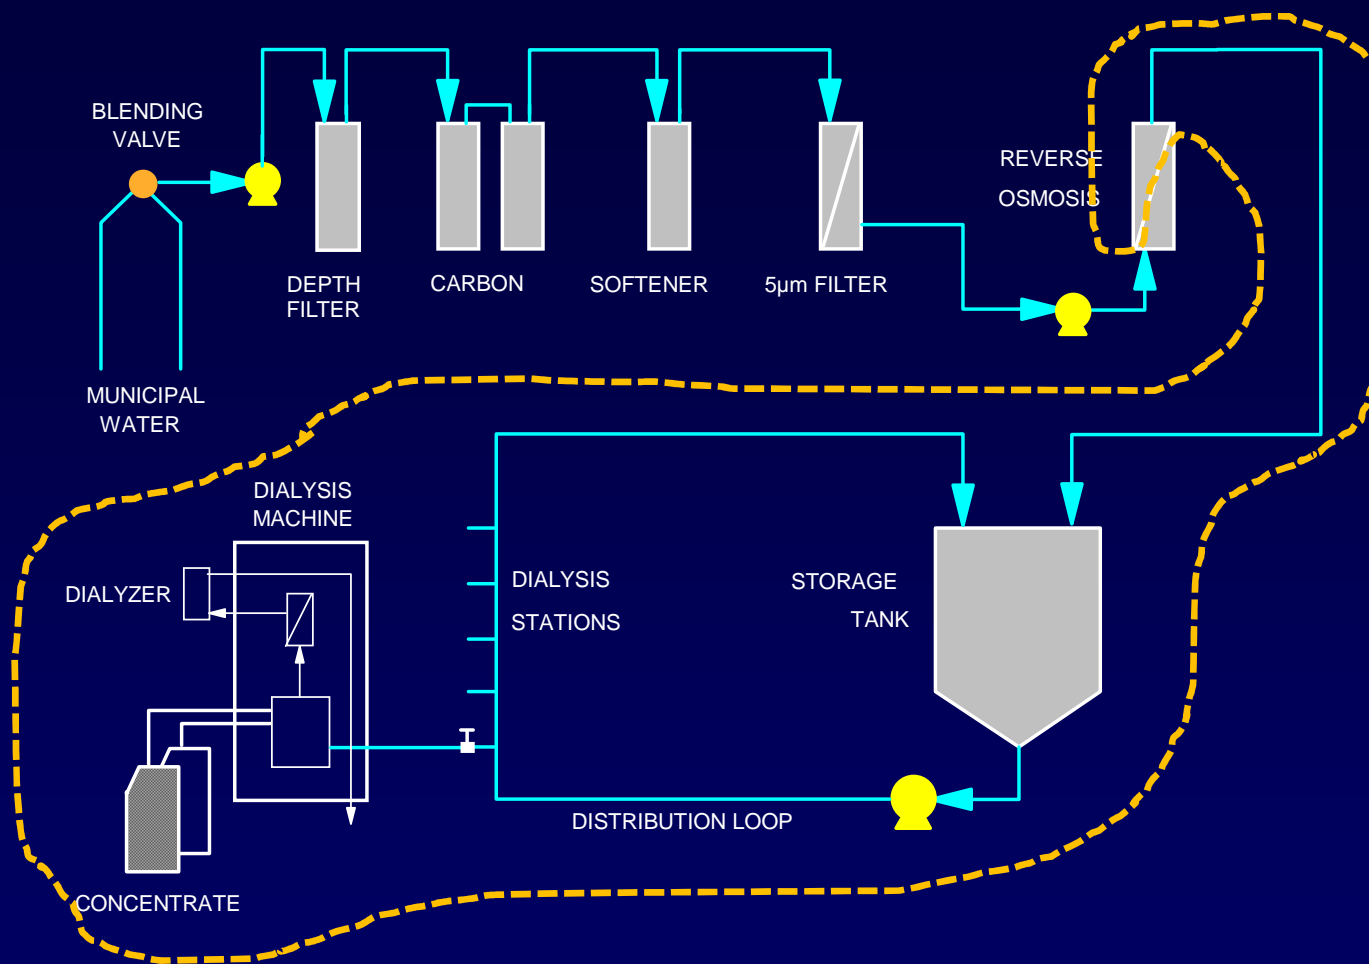 BLENDING
VALVE
REVERSE
OSMOSIS
DEPTH
FILTER
CARBON
SOFTENER
5µm FILTER
MUNICIPAL
WATER
DIALYSIS
MACHINE
DIALYZER
DIALYSIS
STATIONS
STORAGE
TANK
DISTRIBUTION LOOP
CONCENTRATE